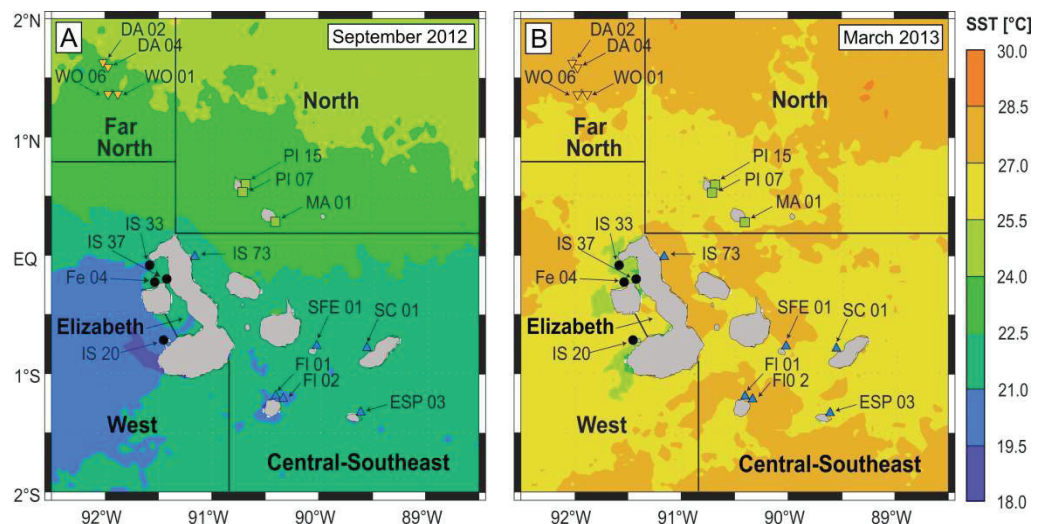 A
September 2012
2°N
1°N
EQ
1°S
2°S
DA 02
DA 04
WO 06
WO 01
Far
North
North
PI 15
PI 07
MA 01
IS 33
IS 37
Fe 04
IS 73
Elizabeth
IS 20
SFE 01
SC 01
FI 01
FI 02
ESP 03
West
Central-Southeast
92°W
91°W
90°W
89°W
B
March 2013
DA 02
DA 04
WO 06
WO 01
Far
North
North
PI 15
PI 07
MA 01
IS 33
IS 37
Fe 04
IS 73
Elizabeth
IS 20
SFE 01
SC 01
FI 01
FI0 2
ESP 03
West
Central-Southeast
92°W
91°W
90°W
89°W
SST [°C]
30.0
28.5
27.0
25.5
24.0
22.5
21.0
19.5
18.0